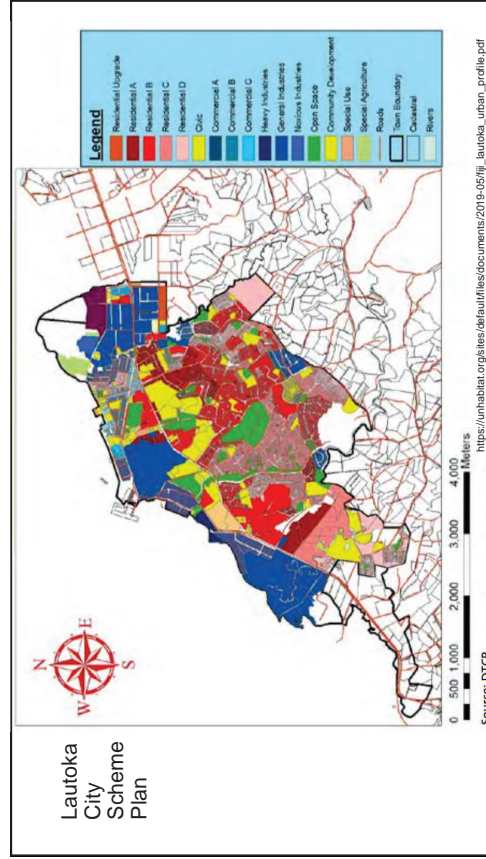 Lautoka
City
Scheme
Plan
N
W E
S
Legend
Residential Upgrade
Residential A
Residential B
Residential C
Residential D
Civic
Commercial A
Commercial B
Commercial C
Heavy Industries
General Industries
Noxious Industries
Open Space
Community Development
Special Use
Special Agriculture
Roads
Town Boundary
Cadastral
Rivers
0 500 1,000 2,000 3,000 4,000
Meters
Source: DTCP
https://unhabitat.org/sites/default/files/documents/2019-05/fiji_lautoka_urban_profile.pdf